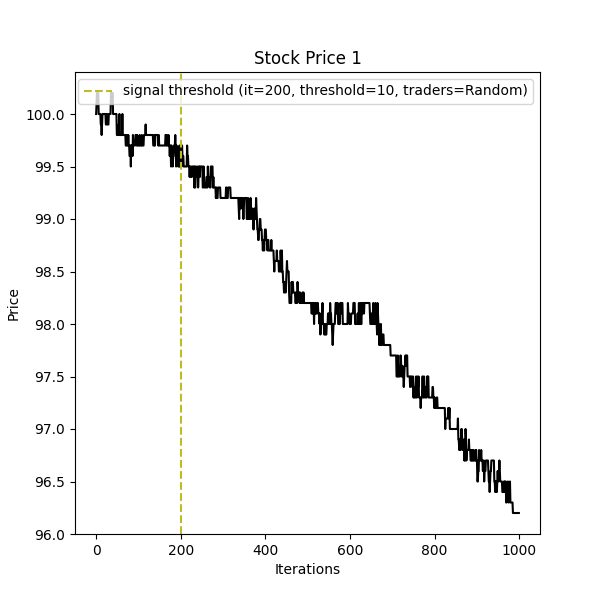 Stock Price 1
signal threshold (it=200, threshold=10, traders=Random)
100.0
99.5
99.0
98.5
98.0
97.5
97.0
96.5
96.0
Price
0 200 400 600 800 1000
Iterations